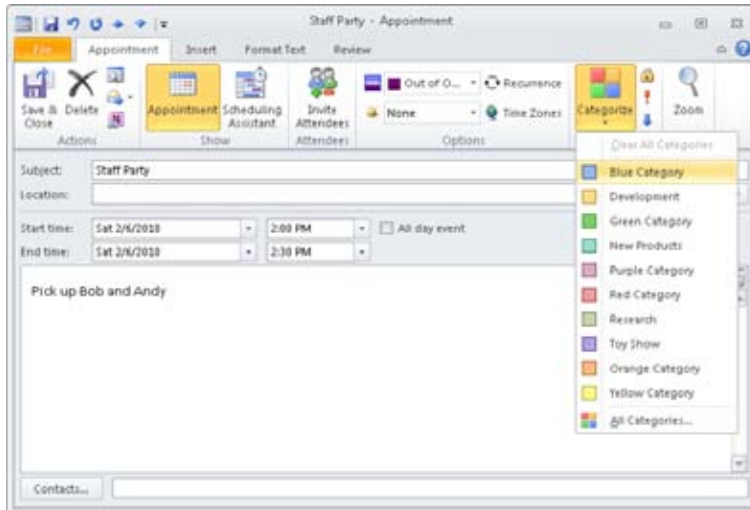 Staff Party - Appointment
File Appointment Insert Format Text Review
Save & Close
Delete
Actions
Appointment
Scheduling Assistant
Show
Invite Attendees
Attendees
Out of O...
None
Recurrence
Time Zones
Options
Categorize
Zoom
Clear All Categories
Blue Category
Development
Green Category
New Products
Purple Category
Red Category
Research
Toy Show
Orange Category
Yellow Category
All Categories...
Subject: Staff Party
Location:
Start time: Sat 2/6/2010 2:00 PM All day event
End time: Sat 2/6/2010 2:30 PM
Pick up Bob and Andy
Contacts...